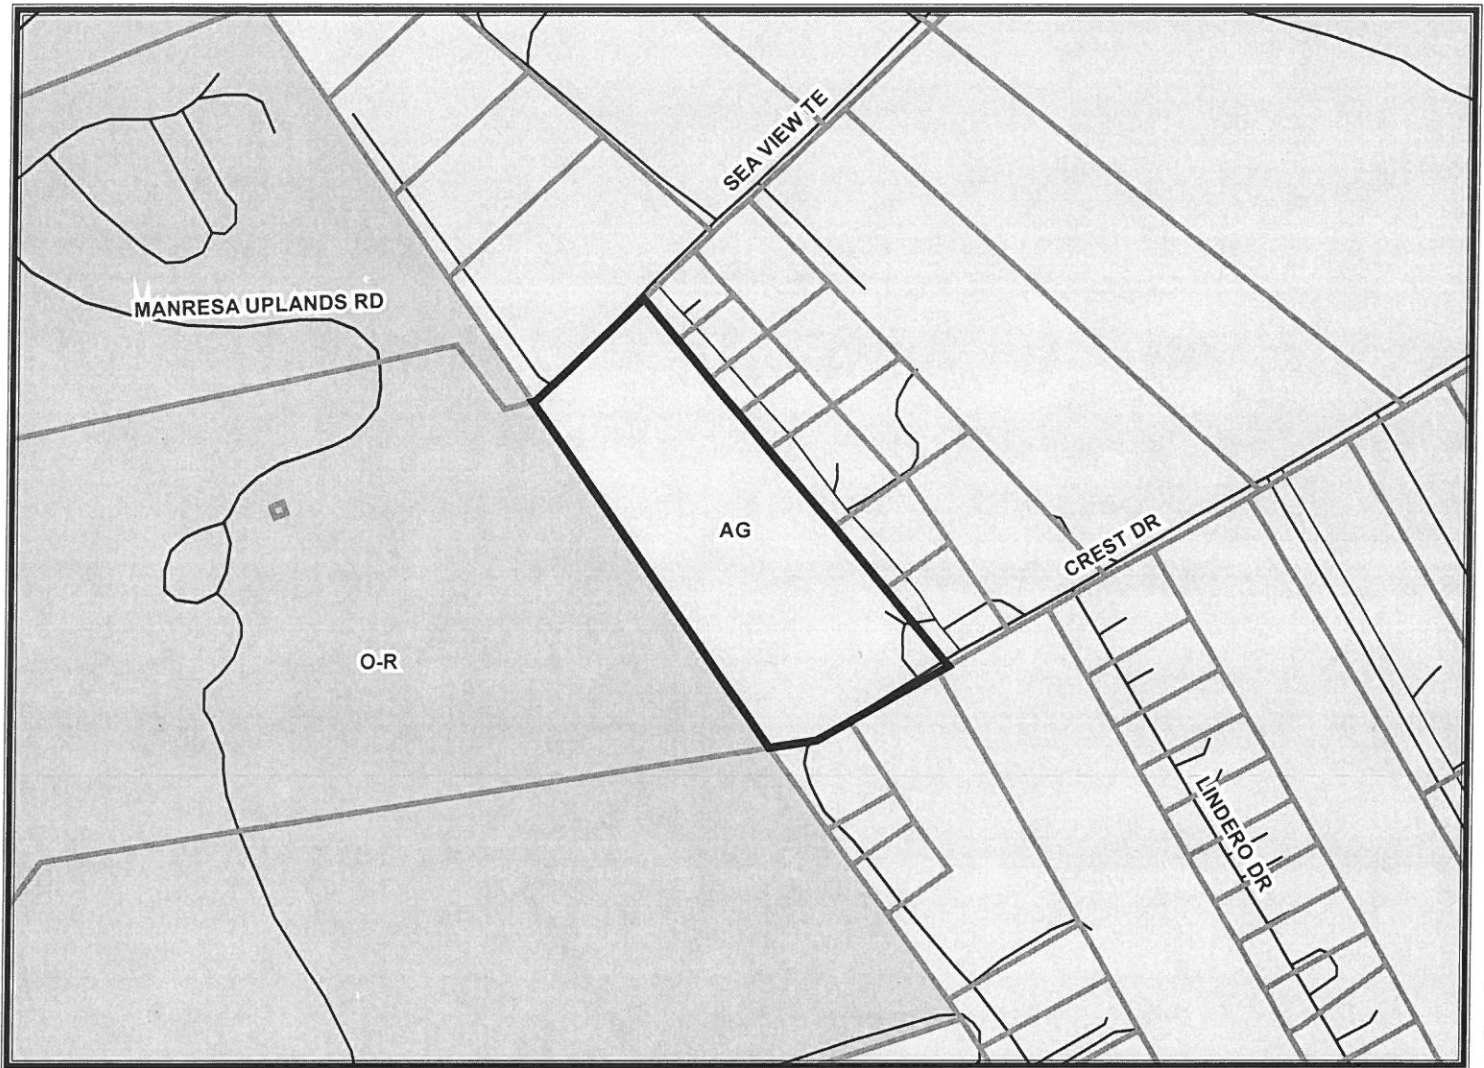 SEA VIEW TE
MANRESA UPLANDS RD
AG
CREST DR
O-R
LINDERO DR